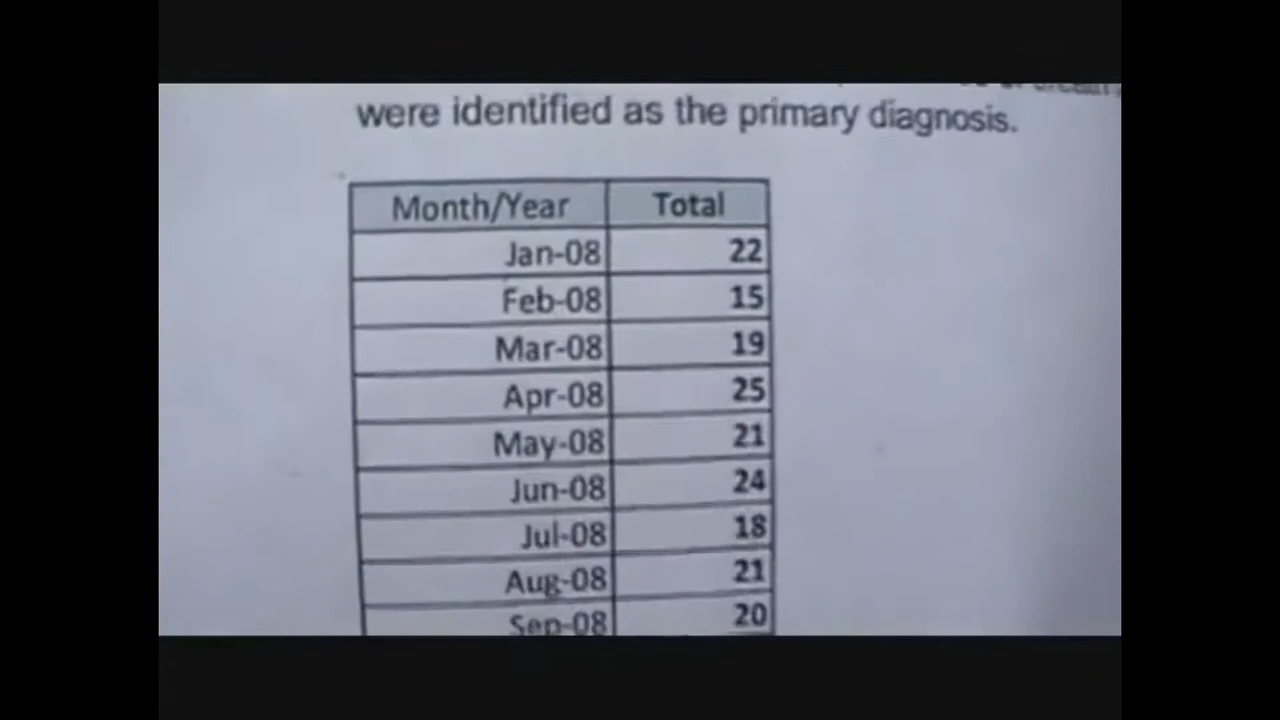 were identified as the primary diagnosis.
Month/Year Total
Jan-08 22
Feb-08 15
Mar-08 19
Apr-08 25
May-08 21
Jun-08 24
Jul-08 18
Aug-08 21
Sep-08 20